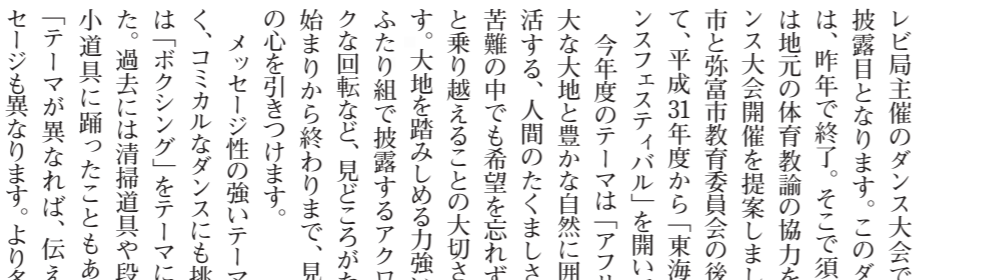 レビ局主催のダンス大会で
披露日となります。このダ
は、昨年で終了。そこで須
は地元の体育教諭の協力を
ンス大会開催を提案しまし
市と弥富市教育委員会の後
て、平成31年度から「東海
ンスフェスティバル」を開い
今年度のテーマは「アフリ
大な大地と豊かな自然に囲
活する、人間のたくましさ
苦難の中でも希望を忘れず
と乗り越えることの大切さ
す。大地を踏みしめる力強い
ふたり組で披露するアクロ
クな回転など、見どころがた
始まりから終わりまで、見
の心を引きつけます。
メッセージ性の強いテーマ
く、コミカルなダンスにも挑
は「ボクシング」をテーマに
た。過去には清掃道具や段
小道具に踊ったこともあ
「テーマが異なれば、伝え
セージも異なります。より多